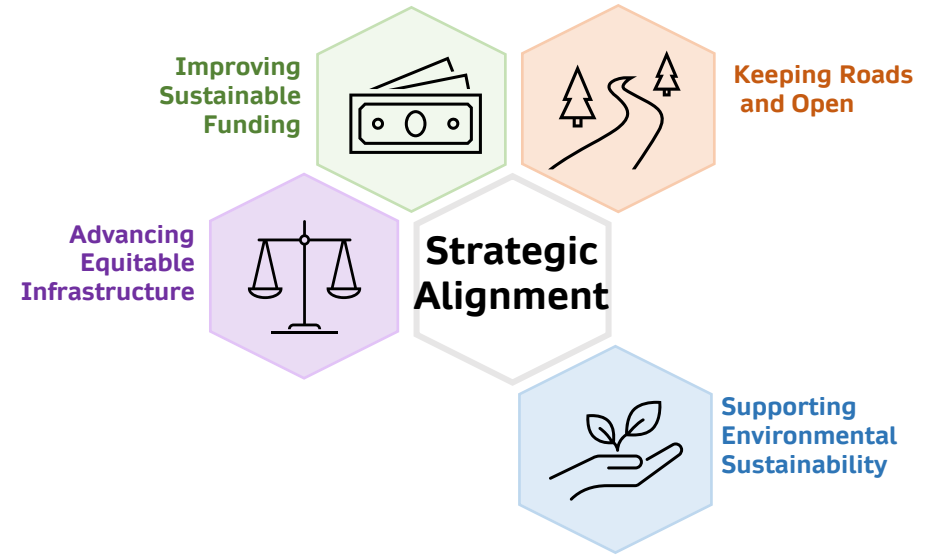 Improving
Sustainable
Funding
Keeping Roads
and Open
Advancing
Equitable
Infrastructure
Strategic
Alignment
Supporting
Environmental
Sustainability